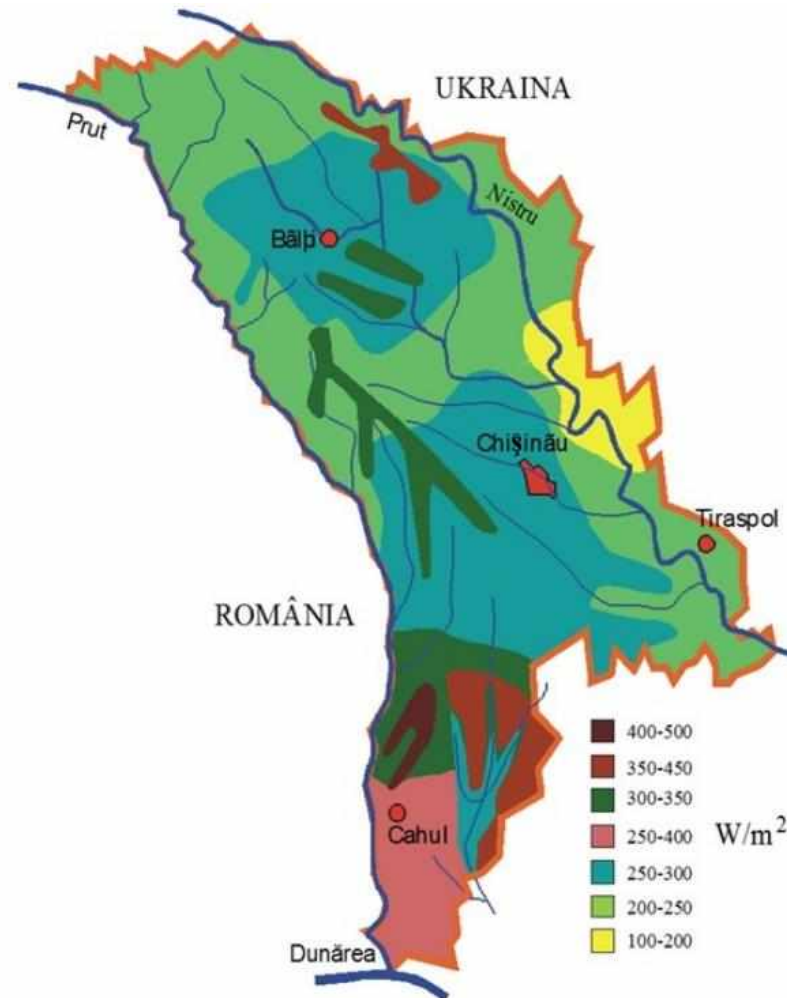 UKRAINA
Prut
Nistru
Bălp
Chişinău
Tiraspol
ROMÂNIA
400-500
350-450
300-350
250-400
W/m²
250-300
200-250
100-200
Cahul
Dunărea